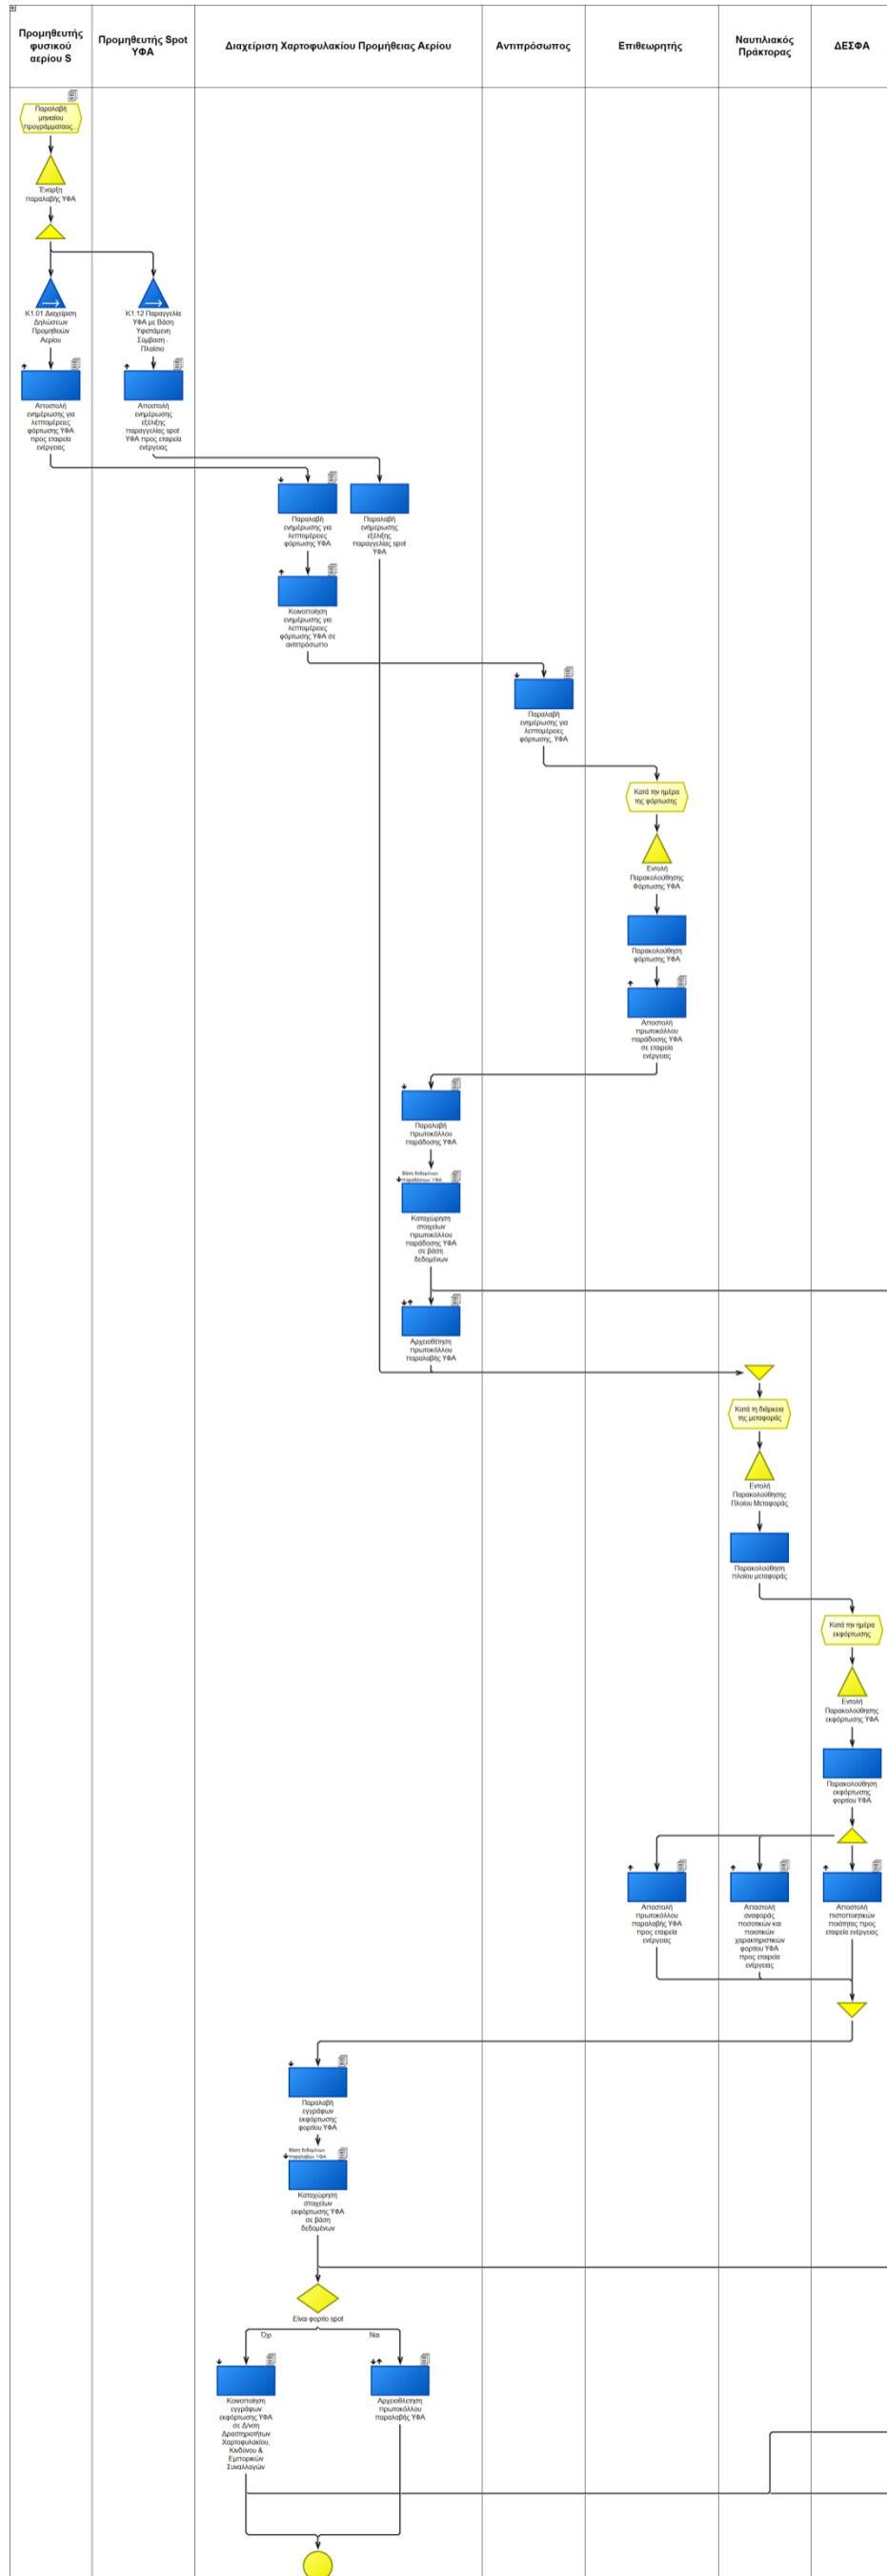 Προμηθευτής
φυσικού
αερίου S
Προμηθευτής Spot
ΥΦΑ
Διαχείριση Χαρτοφυλακίου Προμήθειας Αερίου
Αντιπρόσωπος
Επιθεωρητής
Ναυτιλιακός
Πράκτορας
ΔΕΣΦΑ
Παραλαβή
μηνιαίου
προγράμματος...
Έναρξη
παραλαβής ΥΦΑ
Κ1.01 Διαχείριση
Δηλώσεων
Προμηθειών
Αερίου
Κ1.12 Παραγγελία
ΥΦΑ με Βάση
Υφιστάμενη
Σύμβαση -
Πλαίσιο
Αποστολή
ενημέρωσης για
λεπτομέρειες
φόρτωσης ΥΦΑ
προς εταιρεία
ενέργειας
Αποστολή
ενημέρωσης
εξέλιξης
παραγγελίας spot
ΥΦΑ προς εταιρεία
ενέργειας
Παραλαβή
ενημέρωσης για
λεπτομέρειες
φόρτωσης ΥΦΑ
Παραλαβή
ενημέρωσης
εξέλιξης
παραγγελίας spot
ΥΦΑ
Κοινοποίηση
ενημέρωσης για
λεπτομέρειες
φόρτωσης ΥΦΑ σε
αντιπρόσωπο
Παραλαβή
ενημέρωσης για
λεπτομέρειες
φόρτωσης, ΥΦΑ
Κατά την ημέρα
της φόρτωσης
Εντολή
Παρακολούθησης
Φόρτωσης ΥΦΑ
Παρακολούθηση
φόρτωσης ΥΦΑ
Αποστολή
πρωτοκόλλου
παράδοσης ΥΦΑ
σε εταιρεία
ενέργειας
Παραλαβή
πρωτοκόλλου
παράδοσης ΥΦΑ
Βάση δεδομένων
παραδόσεων ΥΦΑ
Καταχώρηση
στοιχείων
πρωτοκόλλου
παράδοσης ΥΦΑ
σε βάση
δεδομένων
Αρχειοθέτηση
πρωτοκόλλου
παραλαβής ΥΦΑ
Κατά τη διάρκεια
της μεταφοράς
Εντολή
Παρακολούθησης
Πλοίου Μεταφοράς
Παρακολούθηση
πλοίου μεταφοράς
Κατά την ημέρα
εκφόρτωσης
Εντολή
Παρακολούθησης
εκφόρτωσης ΥΦΑ
Παρακολούθηση
εκφόρτωσης
φορτίου ΥΦΑ
Αποστολή
πρωτοκόλλου
παραλαβής ΥΦΑ
προς εταιρεία
ενέργειας
Αποστολή
αναφοράς
ποσοτικών και
ποιοτικών
χαρακτηριστικών
φορτίου ΥΦΑ
προς εταιρεία
ενέργειας
Αποστολή
πιστοποιητικών
ποιότητας προς
εταιρεία ενέργειας
Παραλαβή
εγγράφων
εκφόρτωσης
φορτίου ΥΦΑ
Βάση δεδομένων
παραλαβών ΥΦΑ
Καταχώρηση
στοιχείων
εκφόρτωσης ΥΦΑ
σε βάση
δεδομένων
Είναι φορτίο spot
Όχι
Ναι
Κοινοποίηση
εγγράφων
εκφόρτωσης ΥΦΑ
σε Δ/νση
Δραστηριοτήτων
Χαρτοφυλακίου,
Κινδύνου &
Εμπορικών
Συναλλαγών
Αρχειοθέτηση
πρωτοκόλλου
παραλαβής ΥΦΑ